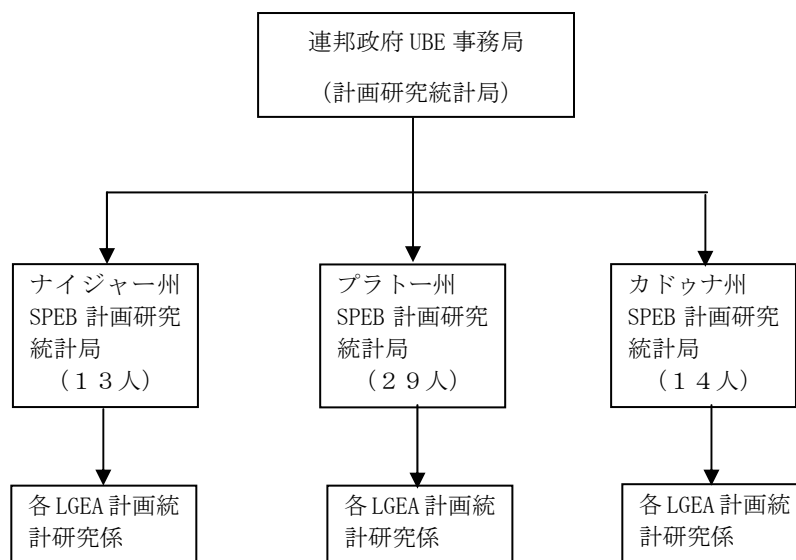 連邦政府 UBE 事務局
(計画研究統計局)
ナイジャー州
SPEB 計画研究
統計局
(13人)
プラトー州
SPEB 計画研究
統計局
(29人)
カドゥナ州
SPEB 計画研究
統計局
(14人)
各 LGEA 計画統
計研究係
各 LGEA 計画統
計研究係
各 LGEA 計画統
計研究係